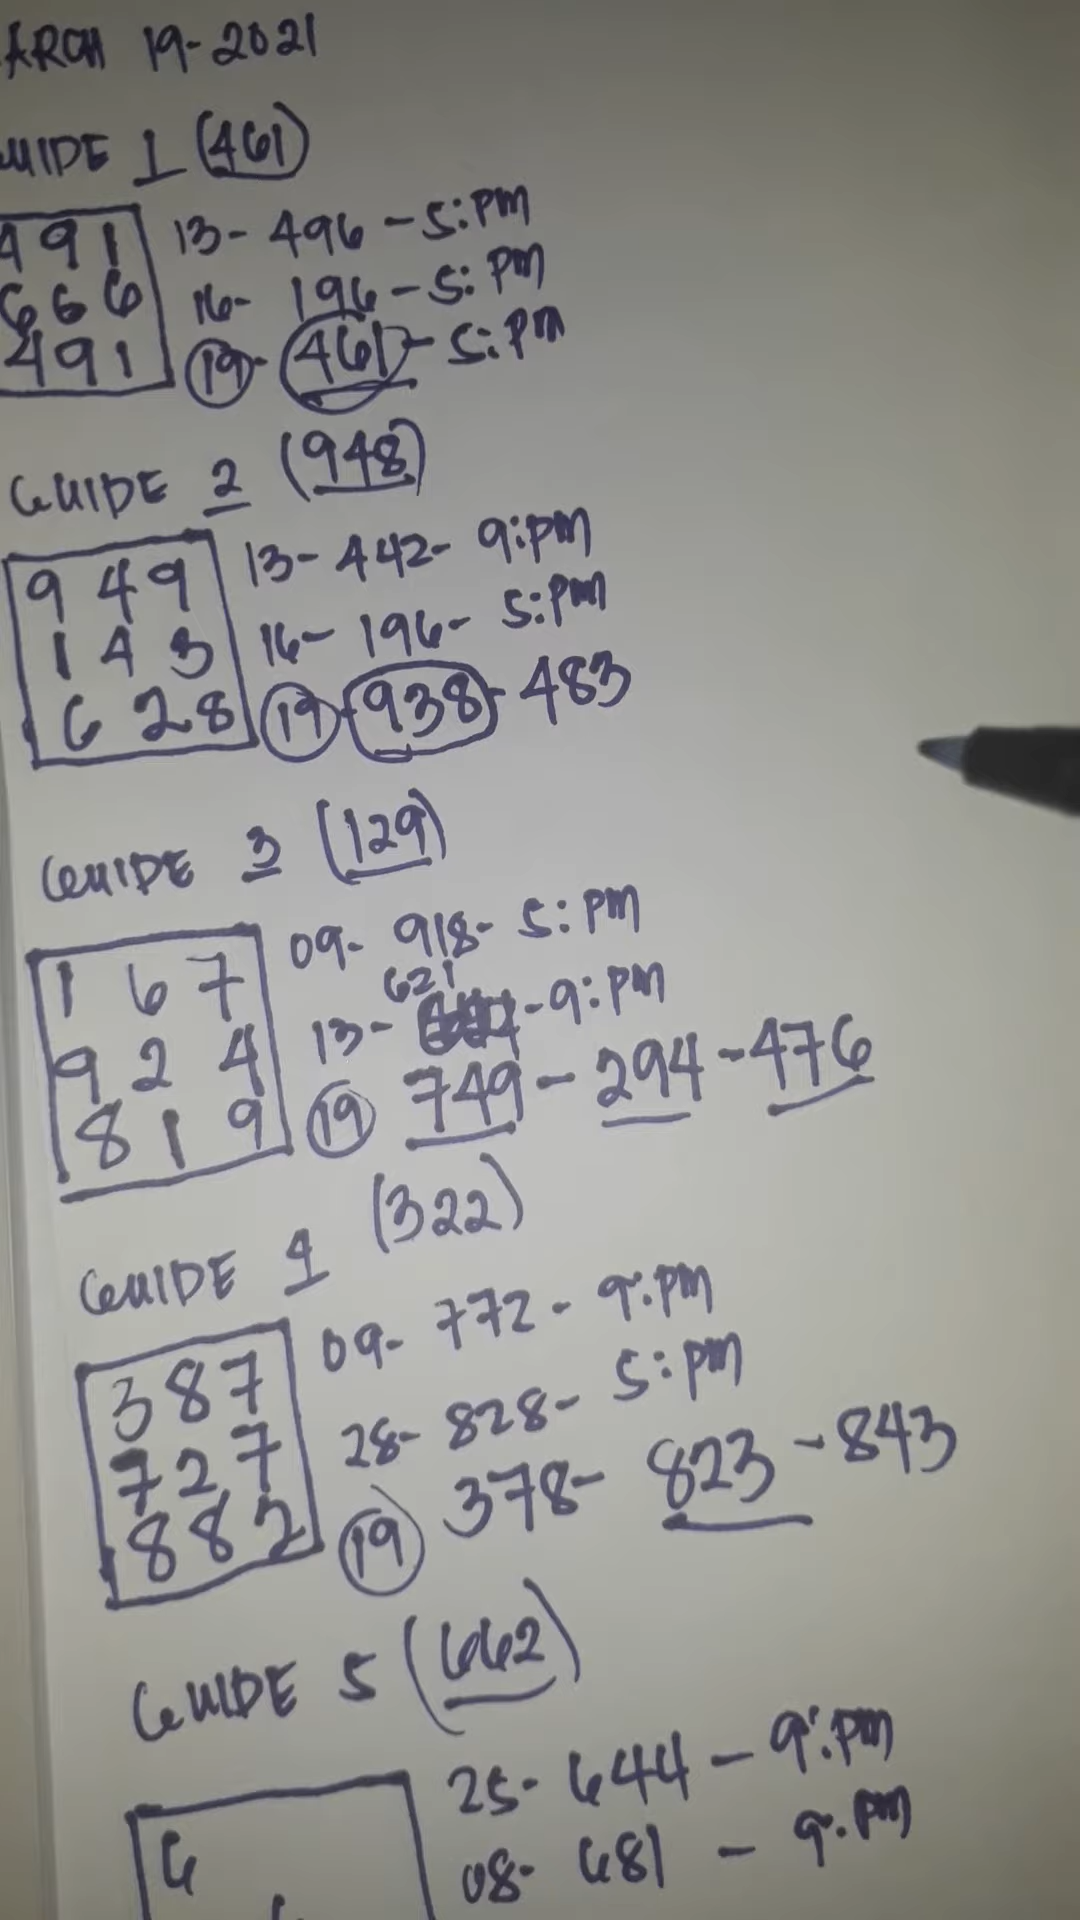 ARCH 19-2021
UIDE 1 (461)
491 13-496-5:PM
666 16-196-5:PM
491 19-461-5:PM
GUIDE 2 (948)
949 13-442-9:PM
143 16-196-5:PM
628 19-938-483
GUIDE 3 (129)
167 09-918-5:PM
621
924 13- -9:PM
819 19 749-294-476
(322)
GUIDE 4
387 09-772-9:PM
727 28-828-5:PM
882 19 378-823-843
GUIDE 5 (662)
25-644-9:PM
6 08-681-9:PM